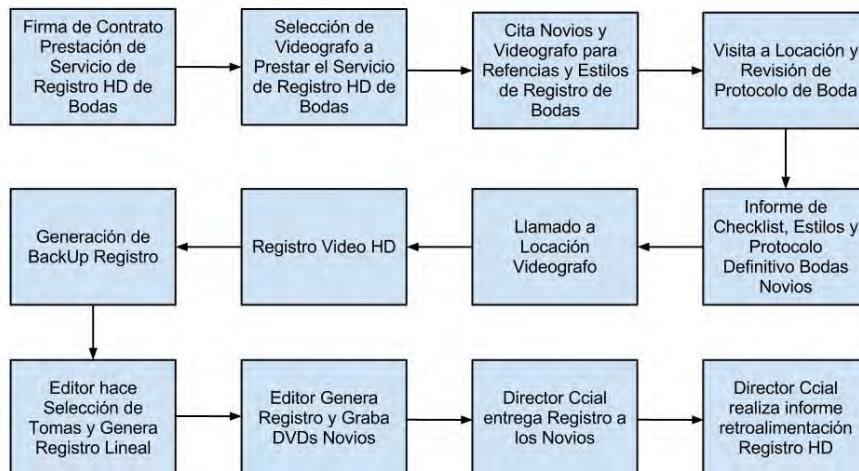 Firma de Contrato
Prestación de
Servicio de
Registro HD de
Bodas
Selección de
Videografo a
Prestar el Servicio
de Registro HD de
Bodas
Cita Novios y
Videografo para
Refencias y Estilos
de Registro de
Bodas
Visita a Locación y
Revisión de
Protocolo de Boda
Informe de
Checklist, Estilos y
Protocolo
Definitivo Bodas
Novios
Llamado a
Locación
Videografo
Registro Video HD
Generación de
BackUp Registro
Editor hace
Selección de
Tomas y Genera
Registro Lineal
Editor Genera
Registro y Graba
DVDs Novios
Director Ccial
entrega Registro a
los Novios
Director Ccial
realiza informe
retroalimentación
Registro HD